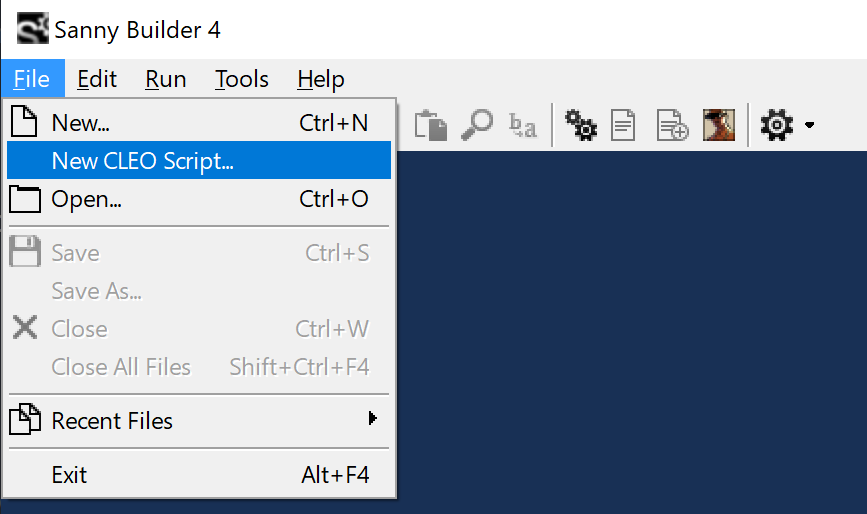 Sanny Builder 4
File Edit Run Tools Help
New... Ctrl+N
New CLEO Script...
Open... Ctrl+O
Save Ctrl+S
Save As...
Close Ctrl+W
Close All Files Shift+Ctrl+F4
Recent Files
Exit Alt+F4